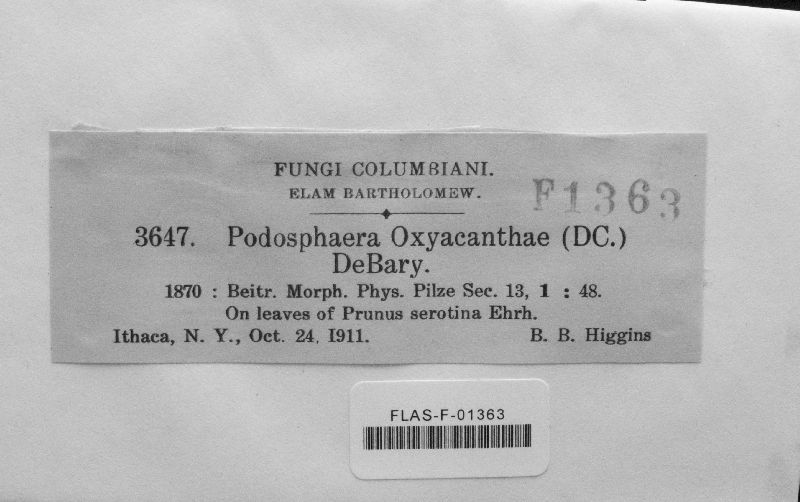 FUNGI COLUMBIANI.
ELAM BARTHOLOMEW.
F1363
3647. Podosphaera Oxyacanthae (DC.)
DeBary.
1870 : Beitr. Morph. Phys. Pilze Sec. 13, 1 : 48.
On leaves of Prunus serotina Ehrh.
Ithaca, N. Y., Oct. 24, 1911. B. B. Higgins
FLAS-F-01363